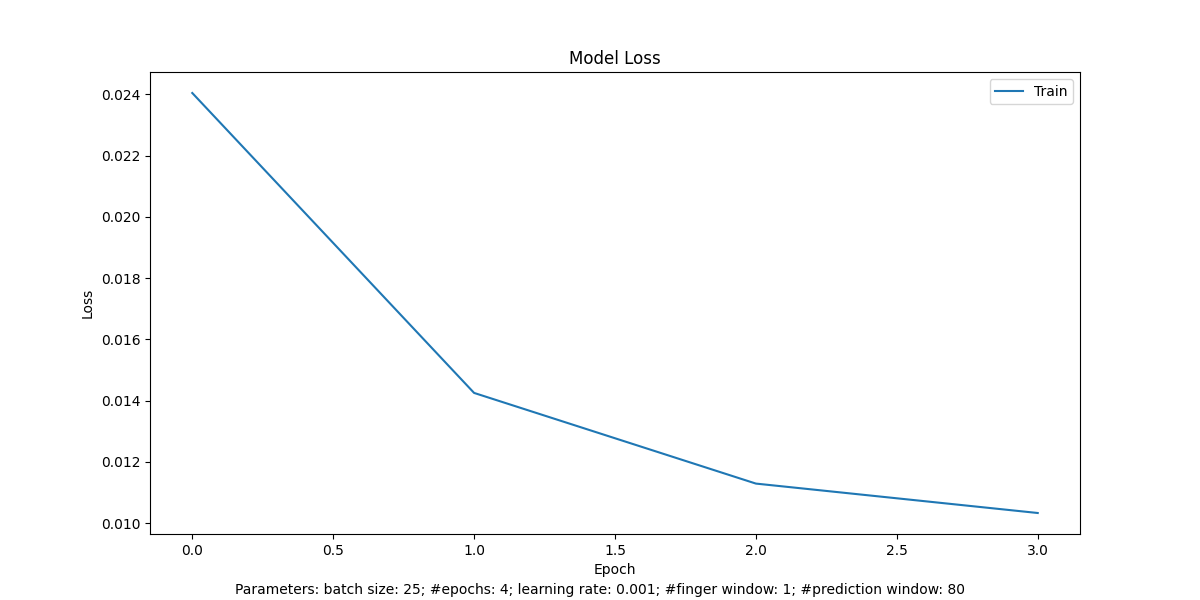 Model Loss
Train
0.024
0.022
0.020
0.018
0.016
0.014
0.012
0.010
Loss
0.0 0.5 1.0 1.5 2.0 2.5 3.0
Epoch
Parameters: batch size: 25; #epochs: 4; learning rate: 0.001; #finger window: 1; #prediction window: 80